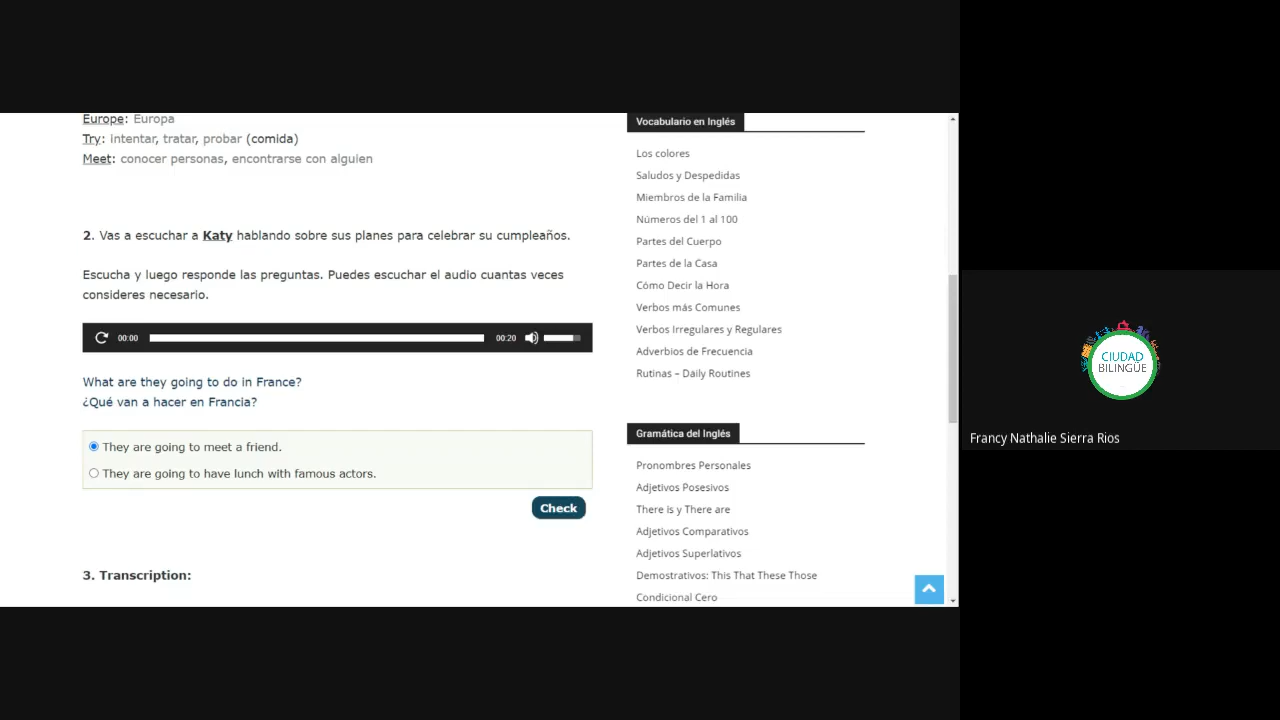 Europe: Europa
Try: intentar, tratar, probar (comida)
Meet: conocer personas, encontrarse con alguien
2. Vas a escuchar a Katy hablando sobre sus planes para celebrar su cumpleaños.
Escucha y luego responde las preguntas. Puedes escuchar el audio cuantas veces
consideres necesario.
00:00 00:20
What are they going to do in France?
¿Qué van a hacer en Francia?
They are going to meet a friend.
They are going to have lunch with famous actors.
Check
3. Transcription:
Vocabulario en Inglés
Los colores
Saludos y Despedidas
Miembros de la Familia
Números del 1 al 100
Partes del Cuerpo
Partes de la Casa
Cómo Decir la Hora
Verbos más Comunes
Verbos Irregulares y Regulares
Adverbios de Frecuencia
Rutinas – Daily Routines
Gramática del Inglés
Pronombres Personales
Adjetivos Posesivos
There is y There are
Adjetivos Comparativos
Adjetivos Superlativos
Demostrativos: This That These Those
Condicional Cero
CIUDAD
BILINGÜE
Francy Nathalie Sierra Rios